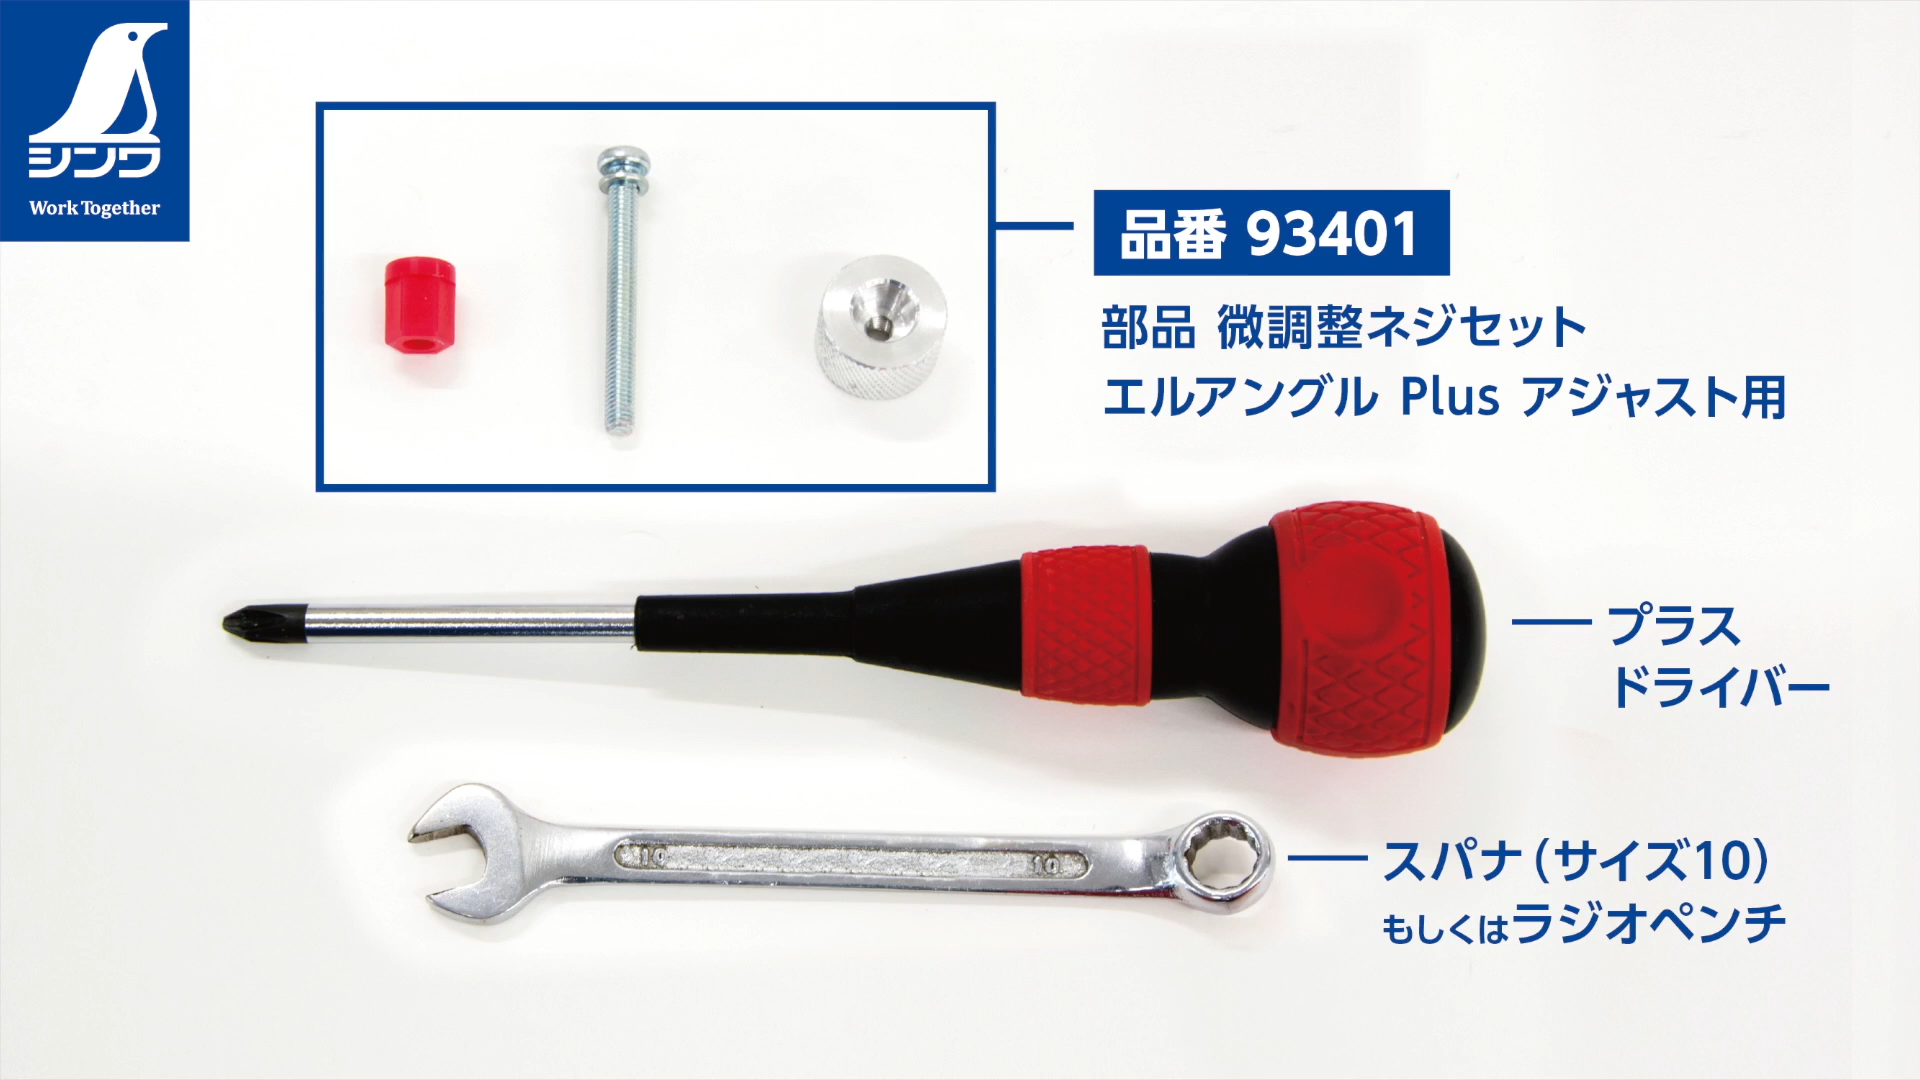 シンワ
Work Together
品番 93401
部品 微調整ネジセット
エルアングル Plus アジャスト用
プラス
ドライバー
10 10
スパナ（サイズ10）
もしくはラジオペンチ